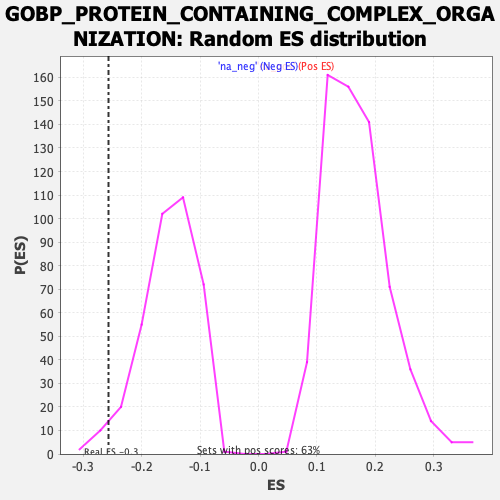 GOBP_PROTEIN_CONTAINING_COMPLEX_ORGA
NIZATION: Random ES distribution
'na_neg' (Neg ES)(Pos ES)
160
150
140
130
120
110
100
90
80
70
60
50
40
30
20
10
0
P(ES)
Real ES -0.3
Sets with pos scores: 63%
-0.3 -0.2 -0.1 0.0 0.1 0.2 0.3
ES